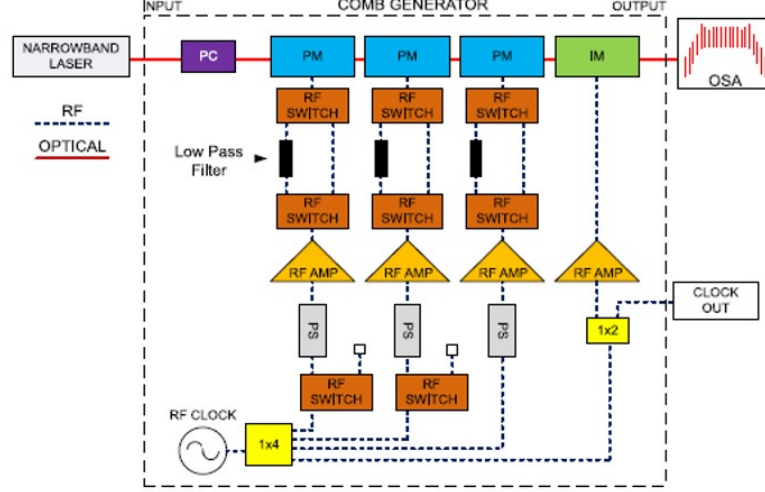 INPUT
COMB GENERATOR
OUTPUT
NARROWBAND
LASER
PC
PM
PM
PM
IM
OSA
RF
OPTICAL
RF
SWITCH
RF
SWITCH
RF
SWITCH
Low Pass
Filter
RF
SWITCH
RF
SWITCH
RF
SWITCH
RF AMP
RF AMP
RF AMP
RF AMP
CLOCK
OUT
PS
PS
PS
1x2
RF
SWITCH
RF
SWITCH
RF CLOCK
1x4